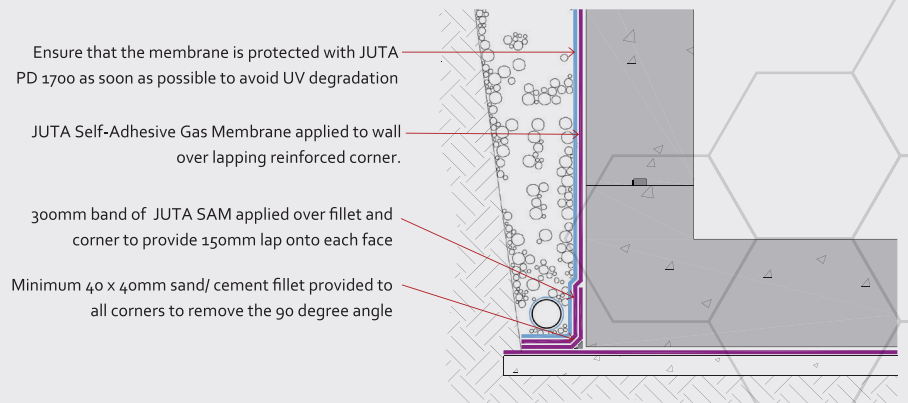 Ensure that the membrane is protected with JUTA
PD 1700 as soon as possible to avoid UV degradation
JUTA Self-Adhesive Gas Membrane applied to wall
over lapping reinforced corner.
300mm band of JUTA SAM applied over fillet and
corner to provide 150mm lap onto each face
Minimum 40 x 40mm sand/ cement fillet provided to
all corners to remove the 90 degree angle